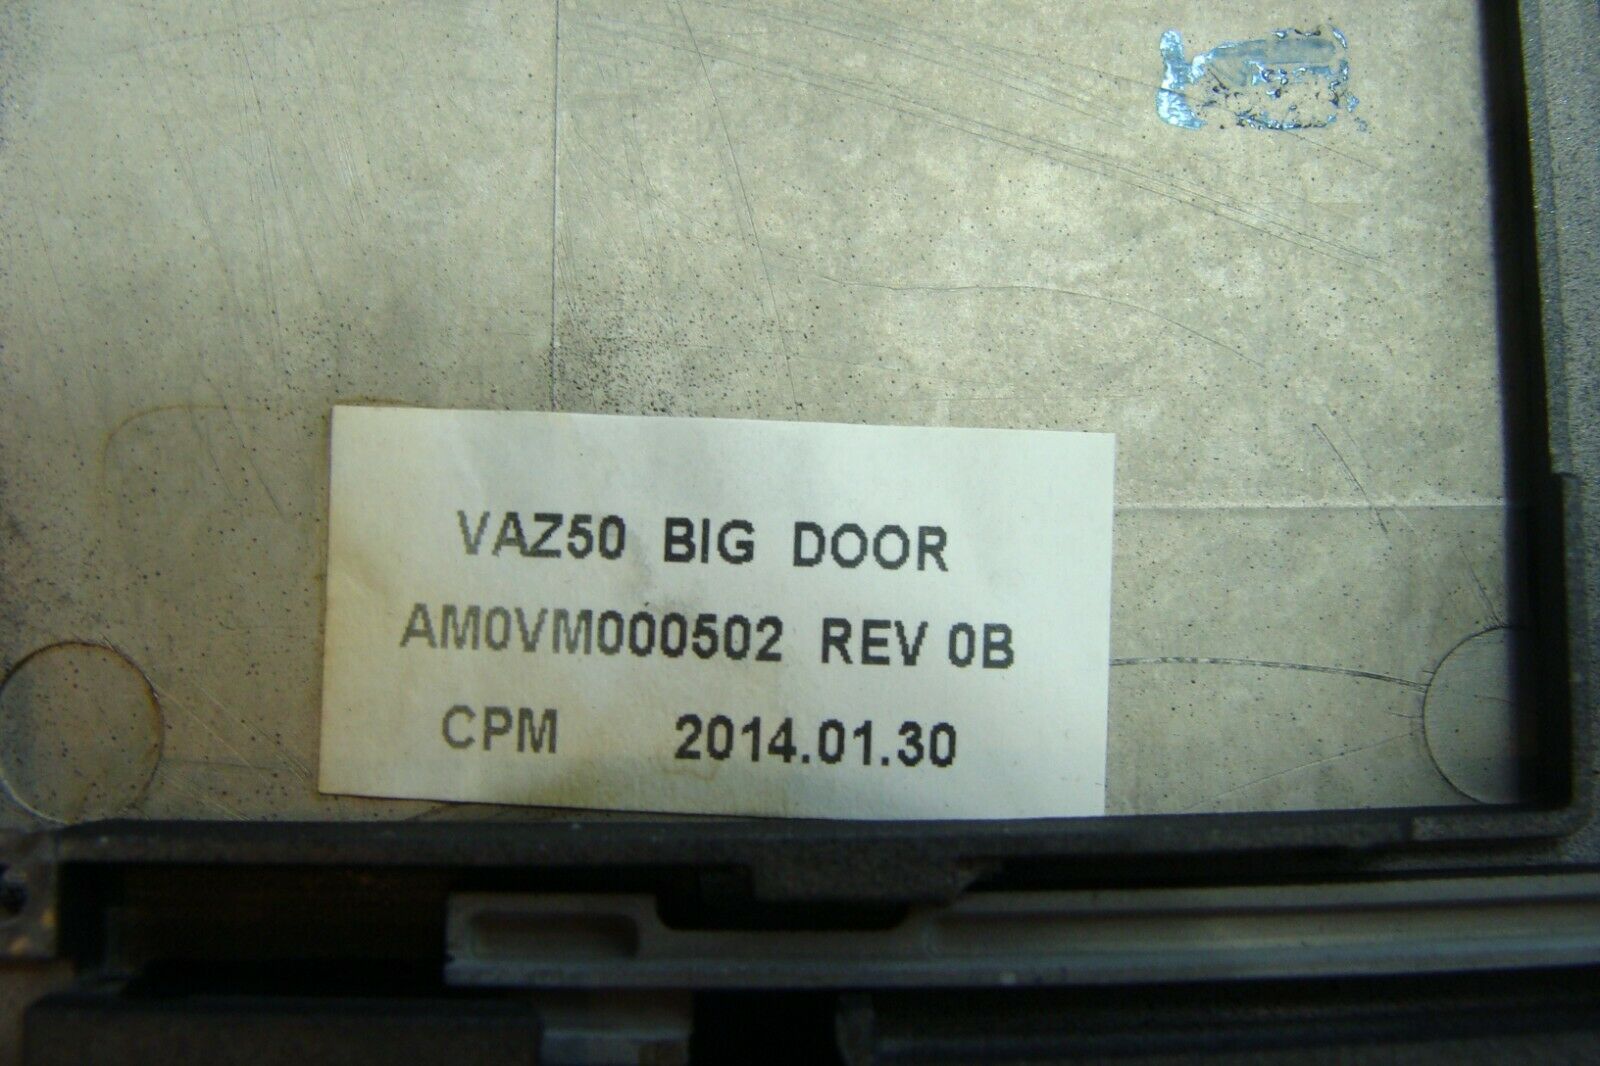 VAZ50 BIG DOOR
AM0VM000502 REV 0B
CPM 2014.01.30